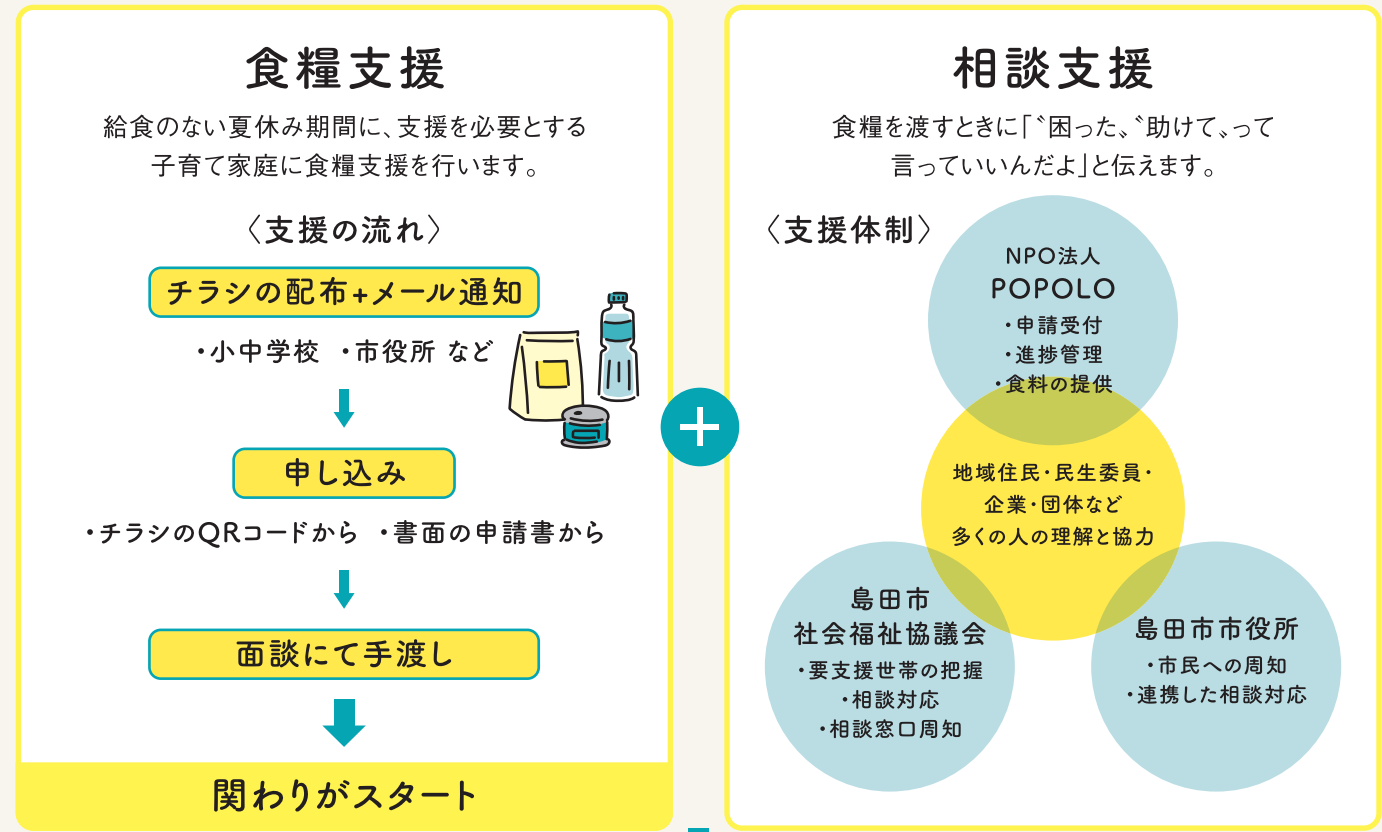 食糧支援
給食のない夏休み期間に、支援を必要とする
子育て家庭に食糧支援を行います。
〈支援の流れ〉
チラシの配布+メール通知
・小中学校 ・市役所 など
申し込み
・チラシのQRコードから ・書面の申請書から
面談にて手渡し
関わりがスタート
+
相談支援
食糧を渡すときに「〝困った〟〝助けて〟って
言っていいんだよ」と伝えます。
〈支援体制〉
NPO法人
POPOLO
・申請受付
・進捗管理
・食料の提供
地域住民・民生委員・
企業・団体など
多くの人の理解と協力
島田市
社会福祉協議会
・要支援世帯の把握
・相談対応
・相談窓口周知
島田市市役所
・市民への周知
・連携した相談対応